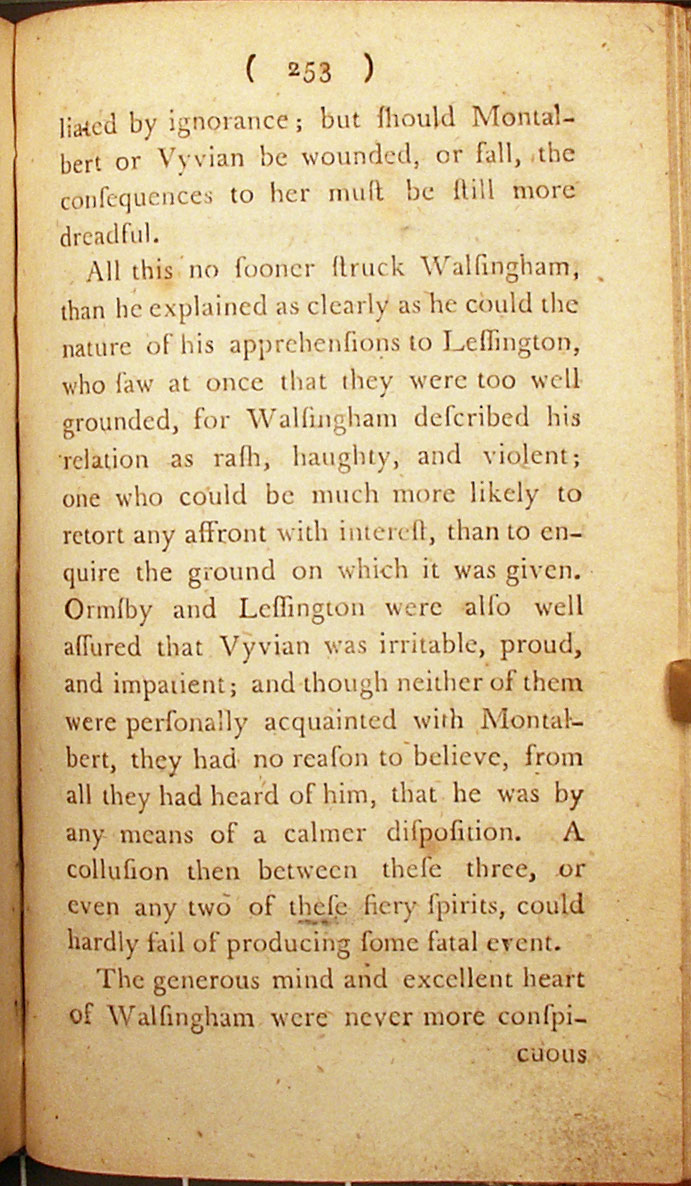 ( 253 )
liated by ignorance; but ſhould Montal-
bert or Vyvian be wounded, or fall, the
conſequences to her muſt be ſtill more
dreadful.
All this no ſooner ſtruck Walſingham,
than he explained as clearly as he could the
nature of his apprehenſions to Leſſington,
who ſaw at once that they were too well
grounded, for Walſingham deſcribed his
relation as raſh, haughty, and violent;
one who could be much more likely to
retort any affront with intereſt, than to en-
quire the ground on which it was given.
Ormſby and Leſſington were alſo well
aſſured that Vyvian was irritable, proud,
and impatient; and though neither of them
were perſonally acquainted with Montal-
bert, they had no reaſon to believe, from
all they had heard of him, that he was by
any means of a calmer diſpoſition. A
colluſion then between theſe three, or
even any two of theſe fiery ſpirits, could
hardly fail of producing ſome fatal event.
The generous mind and excellent heart
of Walſingham were never more conſpi-
cuous